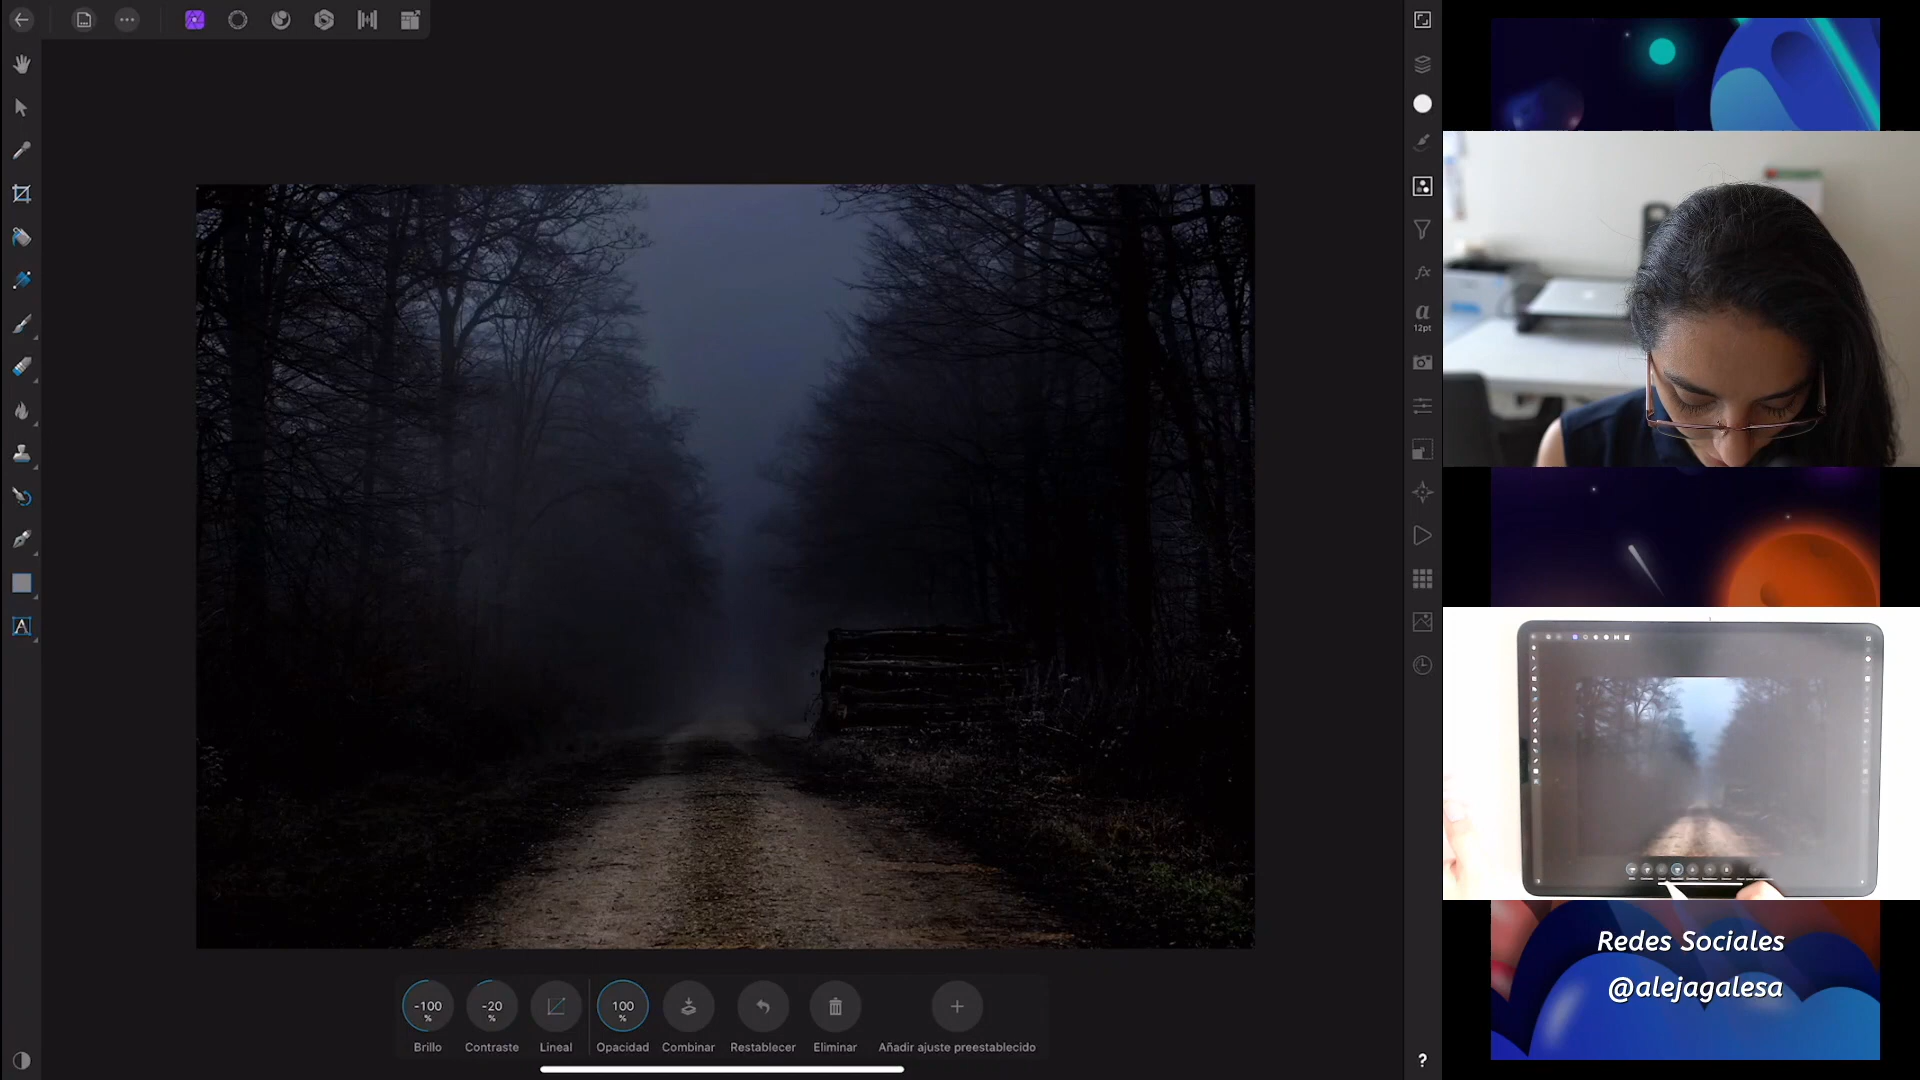 a
12pt
A
-100
%
-20
%
100
%
Brillo
Contraste
Lineal
Opacidad
Combinar
Restablecer
Eliminar
Añadir ajuste preestablecido
?
Redes Sociales
@alejagalesa